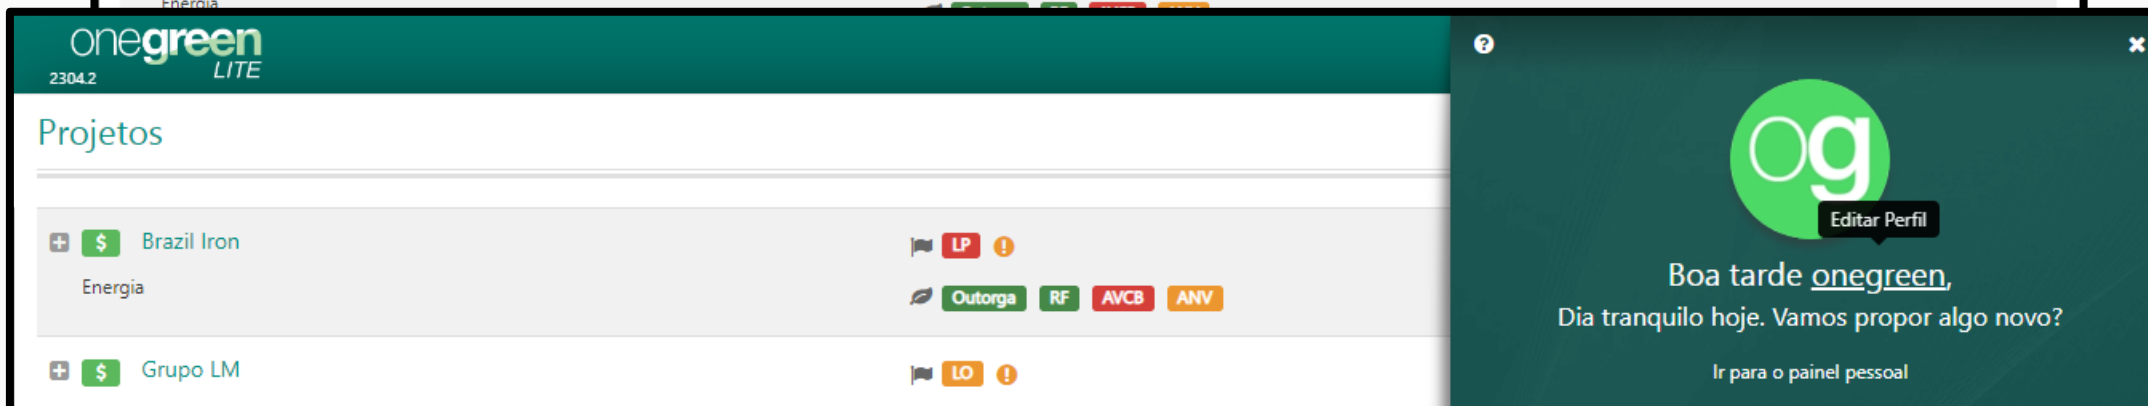 Energia
onegreen
LITE
2304.2
Projetos
$ Brazil Iron
LP
Energia
Outorga RF AVCB ANV
$ Grupo LM
LO
?
og
Editar Perfil
Boa tarde onegreen,
Dia tranquilo hoje. Vamos propor algo novo?
Ir para o painel pessoal